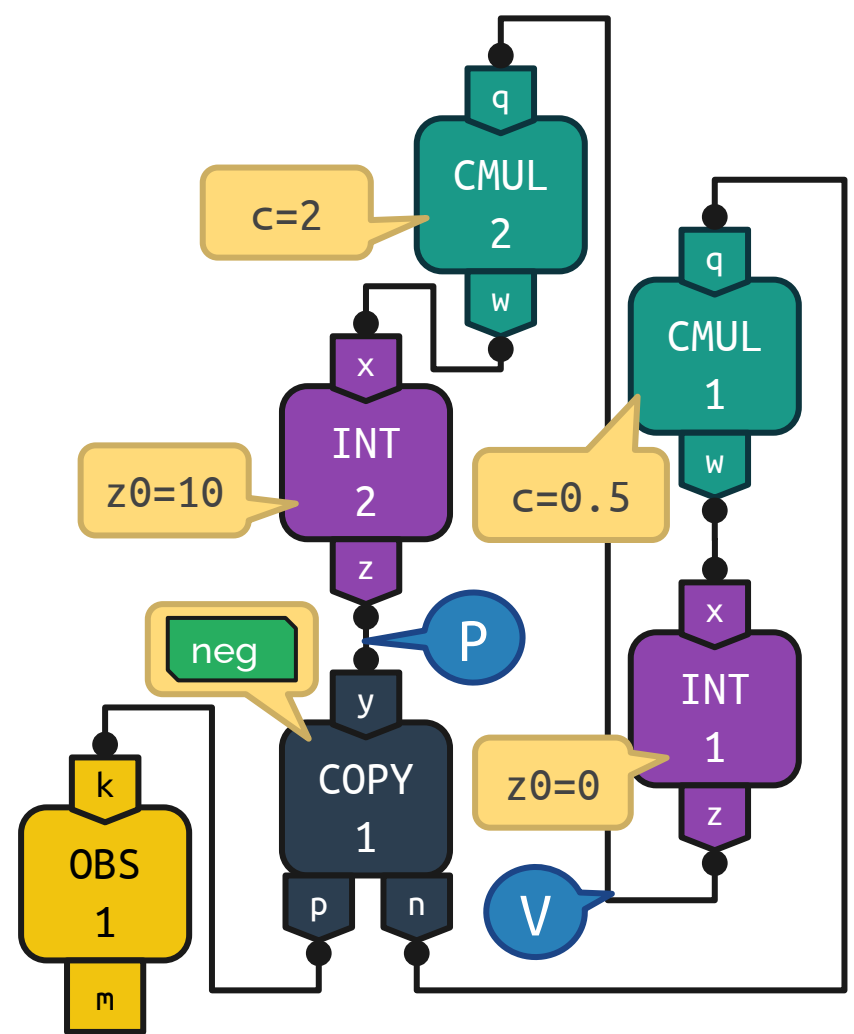 q
CMUL
2
w
c=2
q
CMUL
1
w
c=0.5
x
INT
2
z
z0=10
P
neg
y
COPY
1
p
n
x
INT
1
z
z0=0
V
k
OBS
1
m